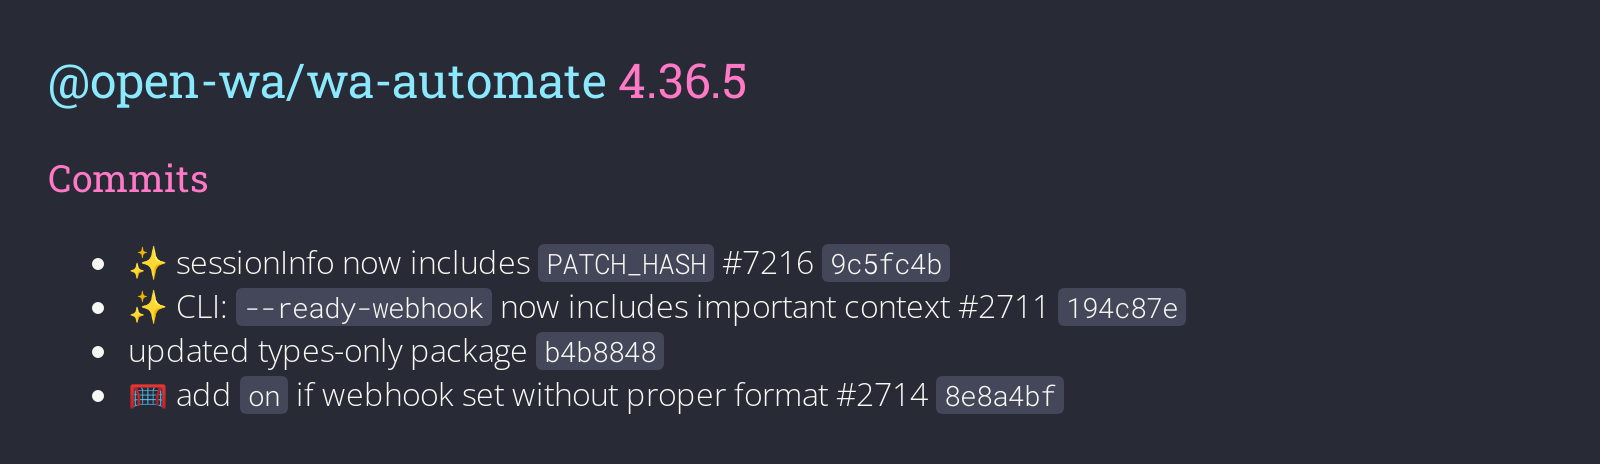 @open-wa/wa-automate 4.36.5
Commits
✨ sessionInfo now includes PATCH_HASH #7216 9c5fc4b
✨ CLI: --ready-webhook now includes important context #2711 194c87e
updated types-only package b4b8848
🥅 add on if webhook set without proper format #2714 8e8a4bf